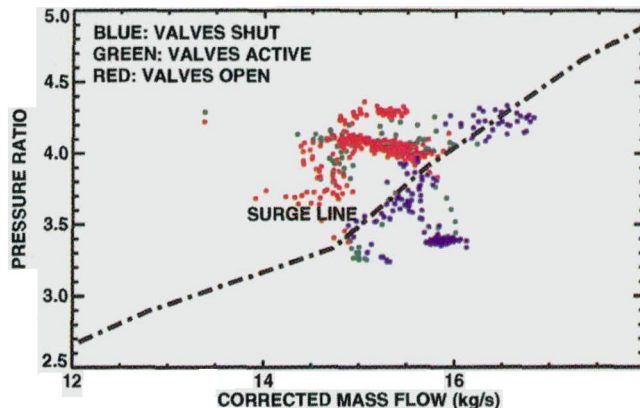 5.0
BLUE: VALVES SHUT
GREEN: VALVES ACTIVE
RED: VALVES OPEN
4.5
4.0
3.5
3.0
2.5
PRESSURE RATIO
SURGE LINE
12
14
16
CORRECTED MASS FLOW (kg/s)